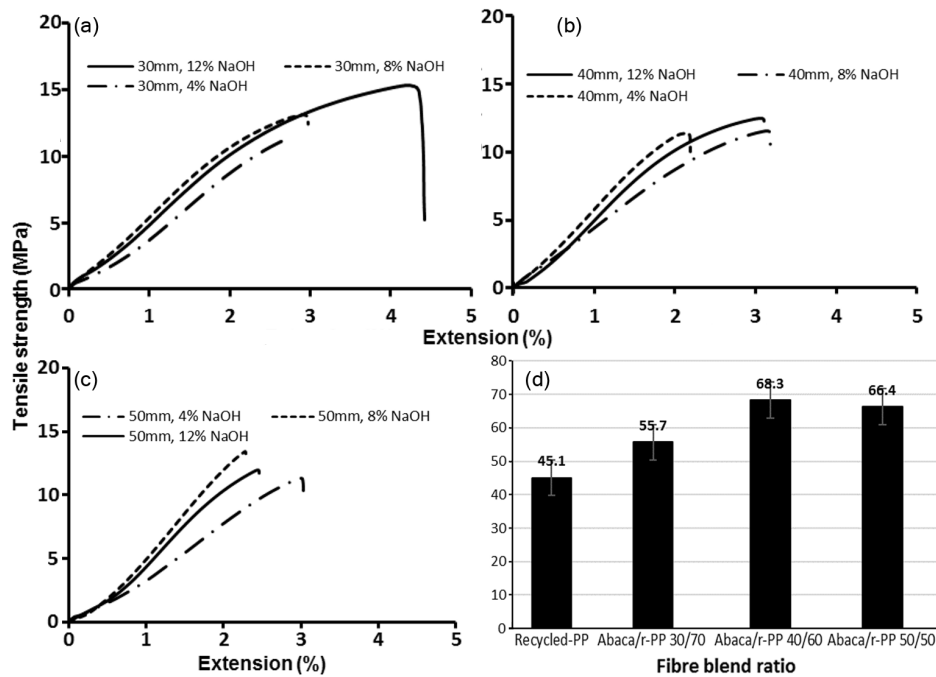 (a)
30mm, 12% NaOH
30mm, 8% NaOH
30mm, 4% NaOH
20
15
10
5
0
0 1 2 3 4 5
(b)
40mm, 12% NaOH
40mm, 8% NaOH
40mm, 4% NaOH
20
15
10
5
0
0 1 2 3 4 5
Extension (%)
Tensile strength (MPa)
(c)
50mm, 4% NaOH
50mm, 8% NaOH
50mm, 12% NaOH
20
15
10
5
0
0 1 2 3 4 5
Extension (%)
(d)
80
70
60
50
40
30
20
10
0
45.1
55.7
68.3
66.4
Recycled-PP Abaca/r-PP 30/70 Abaca/r-PP 40/60 Abaca/r-PP 50/50
Fibre blend ratio